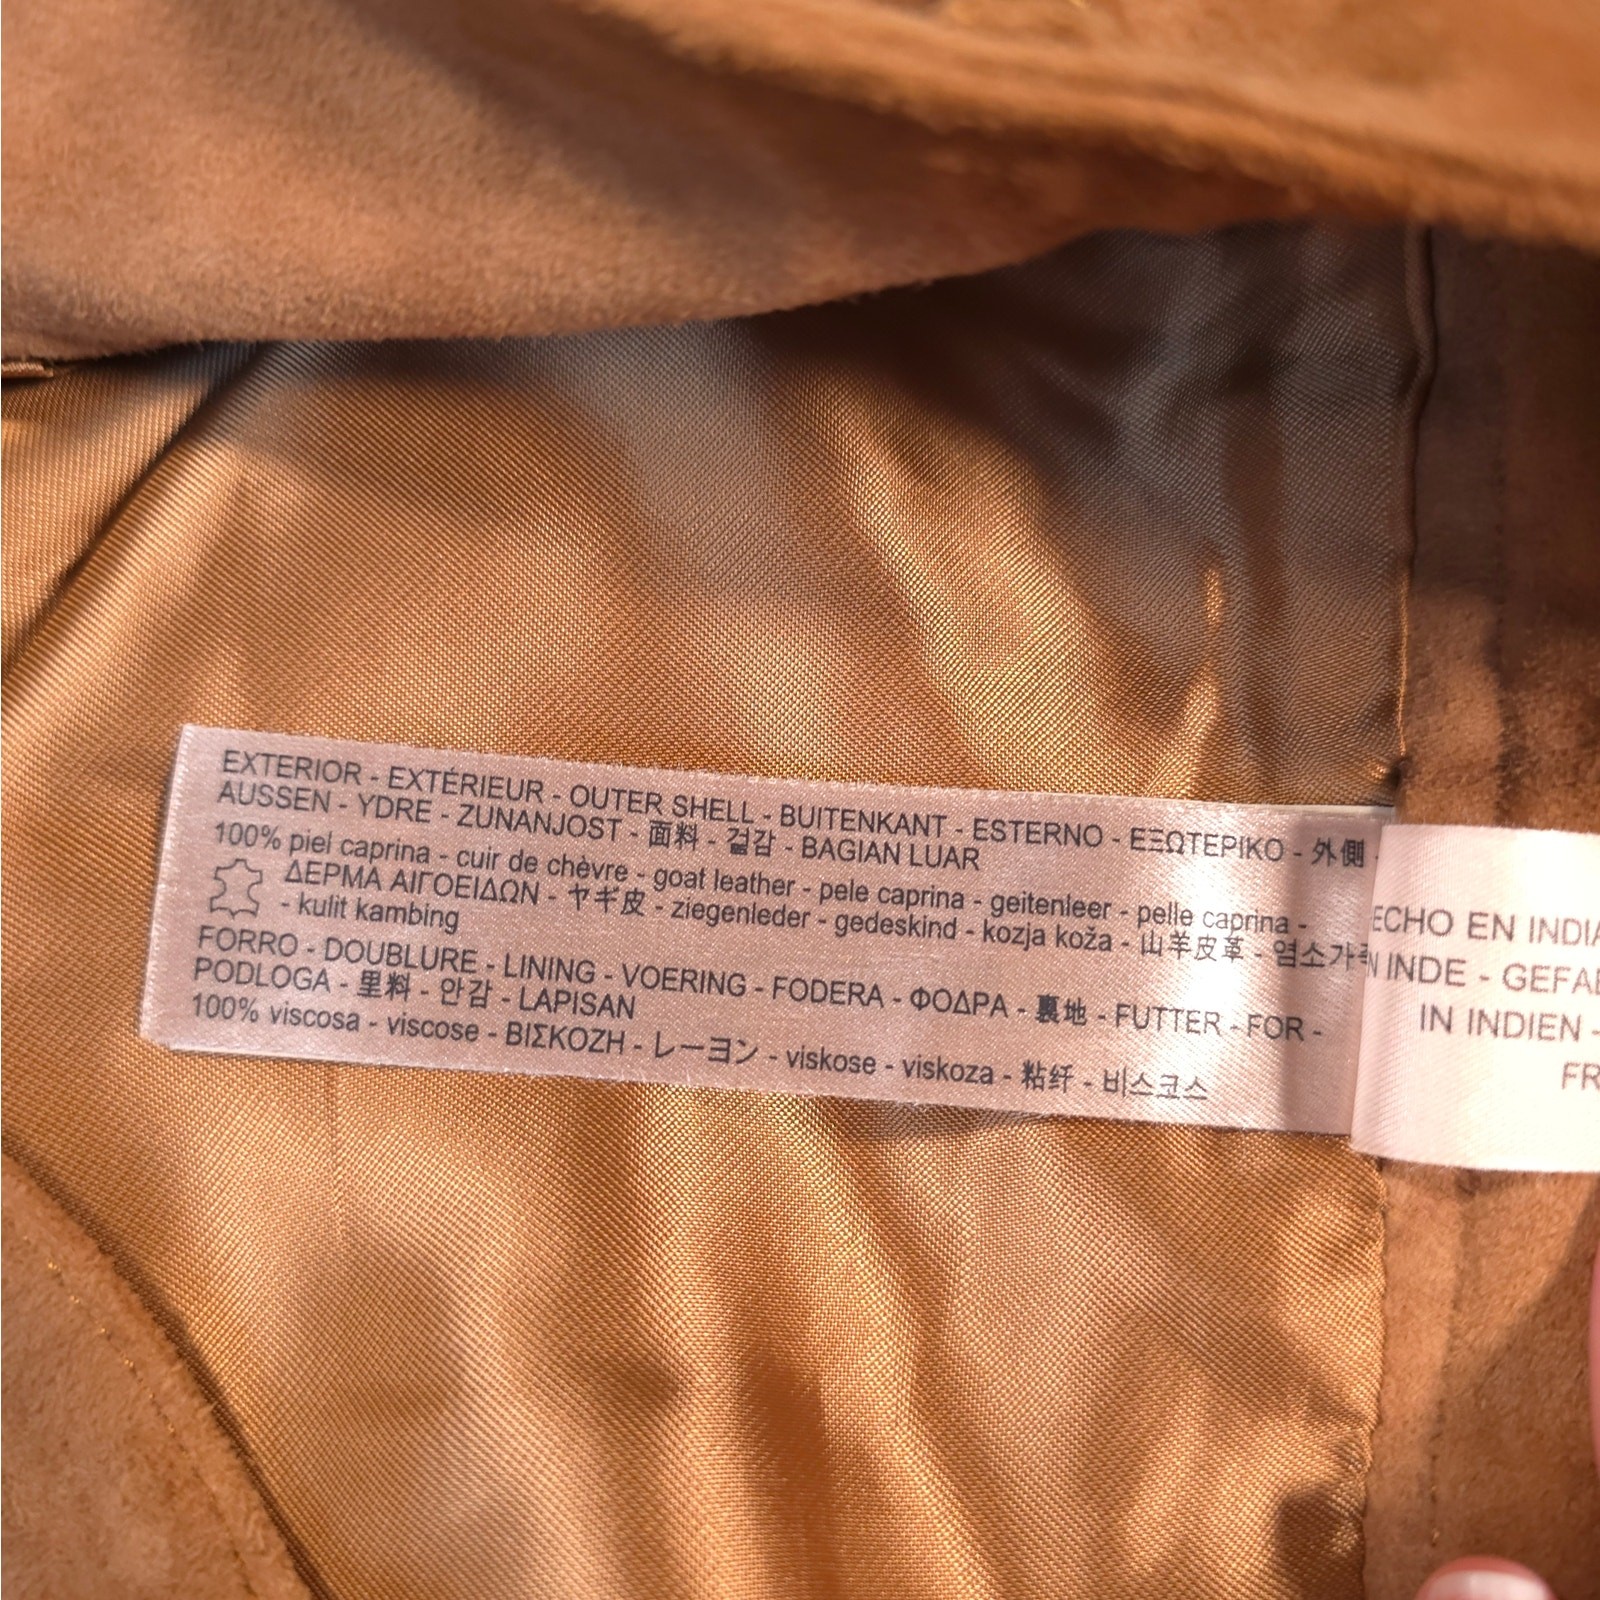 EXTERIOR - EXTÉRIEUR - OUTER SHELL - BUITENKANT - ESTERNO - ΕΞΩΤΕΡΙΚΟ - 外側 -
AUSSEN - YDRE - ZUNANJOST - 面料 - 겉감 - BAGIAN LUAR
100% piel caprina - cuir de chèvre - goat leather - pele caprina - geitenleer - pelle caprina -
ΔΕΡΜΑ ΑΙΓΟΕΙΔΩΝ - ヤギ皮 - ziegenleder - gedeskind - kozja koža - 山羊皮革 - 염소가죽
- kulit kambing
FORRO - DOUBLURE - LINING - VOERING - FODERA - ΦΟΔΡΑ - 裏地 - FUTTER - FOR -
PODLOGA - 里料 - 안감 - LAPISAN
100% viscosa - viscose - ΒΙΣΚΟΖΗ - レーヨン - viskose - viskoza - 粘纤 - 비스코스
ECHO EN INDIA
N INDE - GEFAB
IN INDIEN -
FR